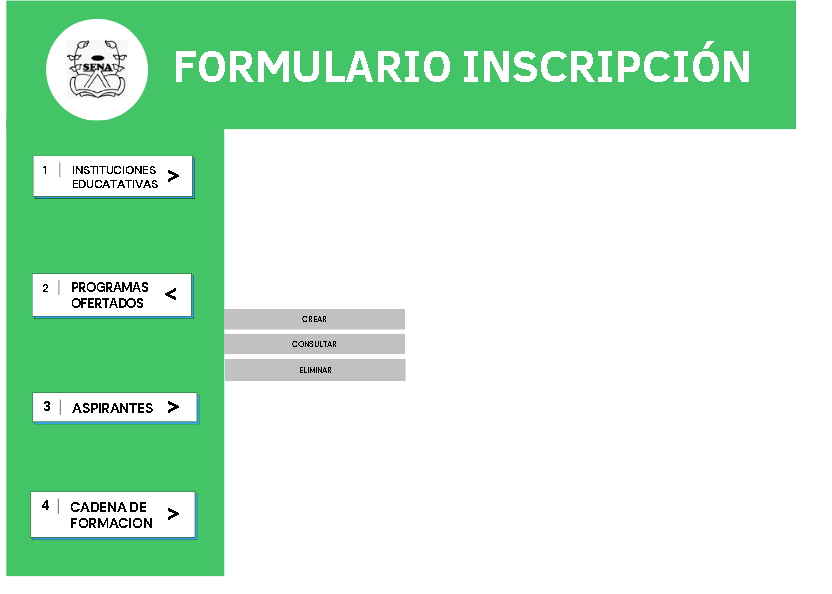 SENA
FORMULARIO INSCRIPCIÓN
1 | INSTITUCIONES
EDUCATATIVAS >
2 | PROGRAMAS
OFERTADOS <
CREAR
CONSULTAR
ELIMINAR
3 | ASPIRANTES >
4 | CADENA DE
FORMACION >